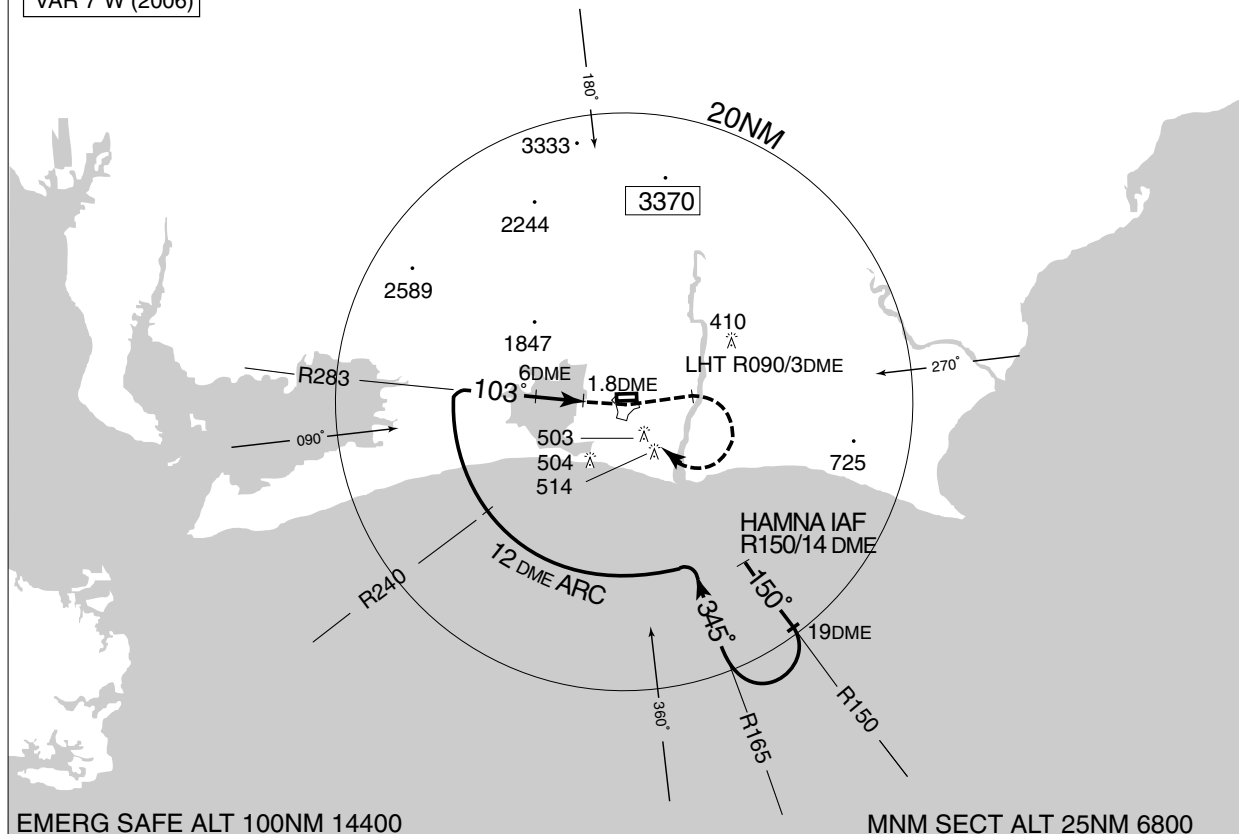 VAR 7°W (2006)
180°
20NM
3333
3370
2244
2589
410
1847
LHT R090/3DME
270°
R283
6DME
1.8DME
103°
090°
503
504
514
725
HAMNA IAF
R150/14 DME
12 DME ARC
R240
150°
345°
19DME
360°
R165
R150
EMERG SAFE ALT 100NM 14400
MNM SECT ALT 25NM 6800